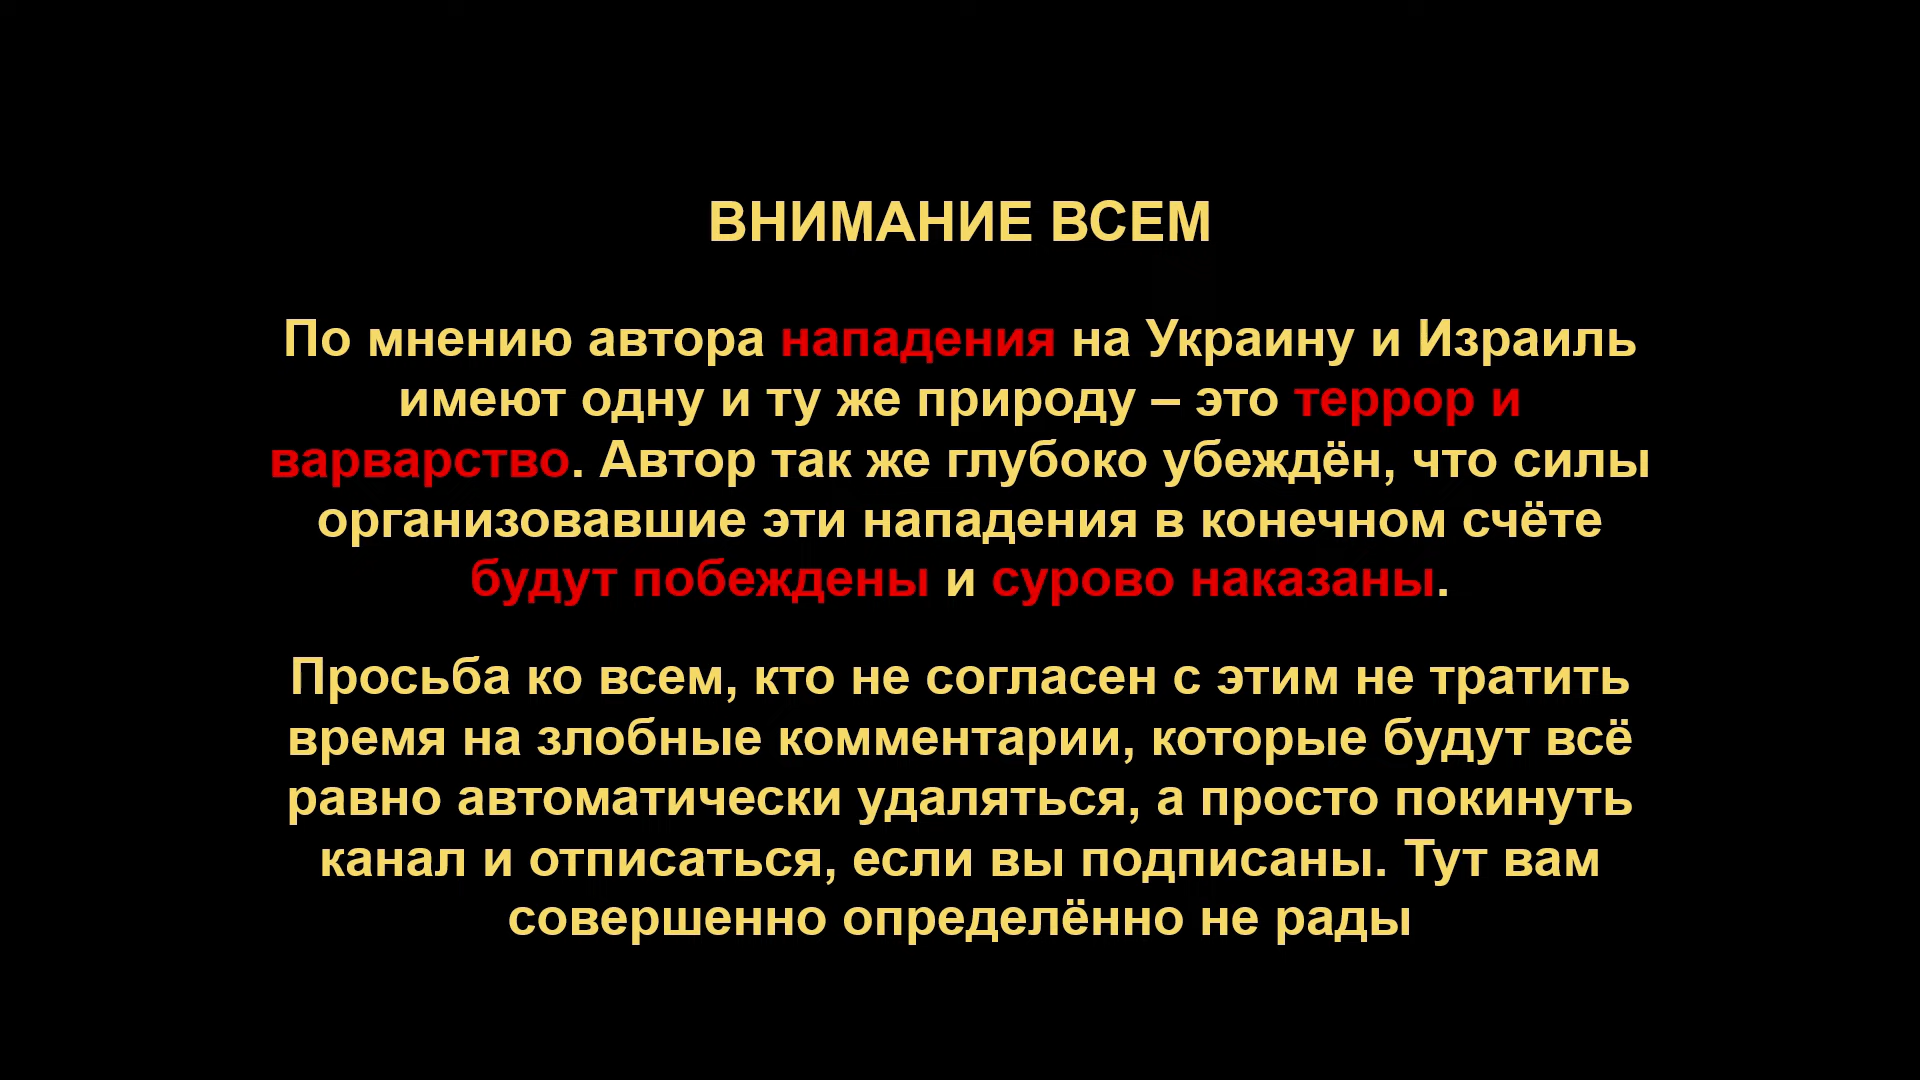 ВНИМАНИЕ ВСЕМ
По мнению автора нападения на Украину и Израиль
имеют одну и ту же природу – это террор и
варварство. Автор так же глубоко убеждён, что силы
организовавшие эти нападения в конечном счёте
будут побеждены и сурово наказаны.
Просьба ко всем, кто не согласен с этим не тратить
время на злобные комментарии, которые будут всё
равно автоматически удаляться, а просто покинуть
канал и отписаться, если вы подписаны. Тут вам
совершенно определённо не рады